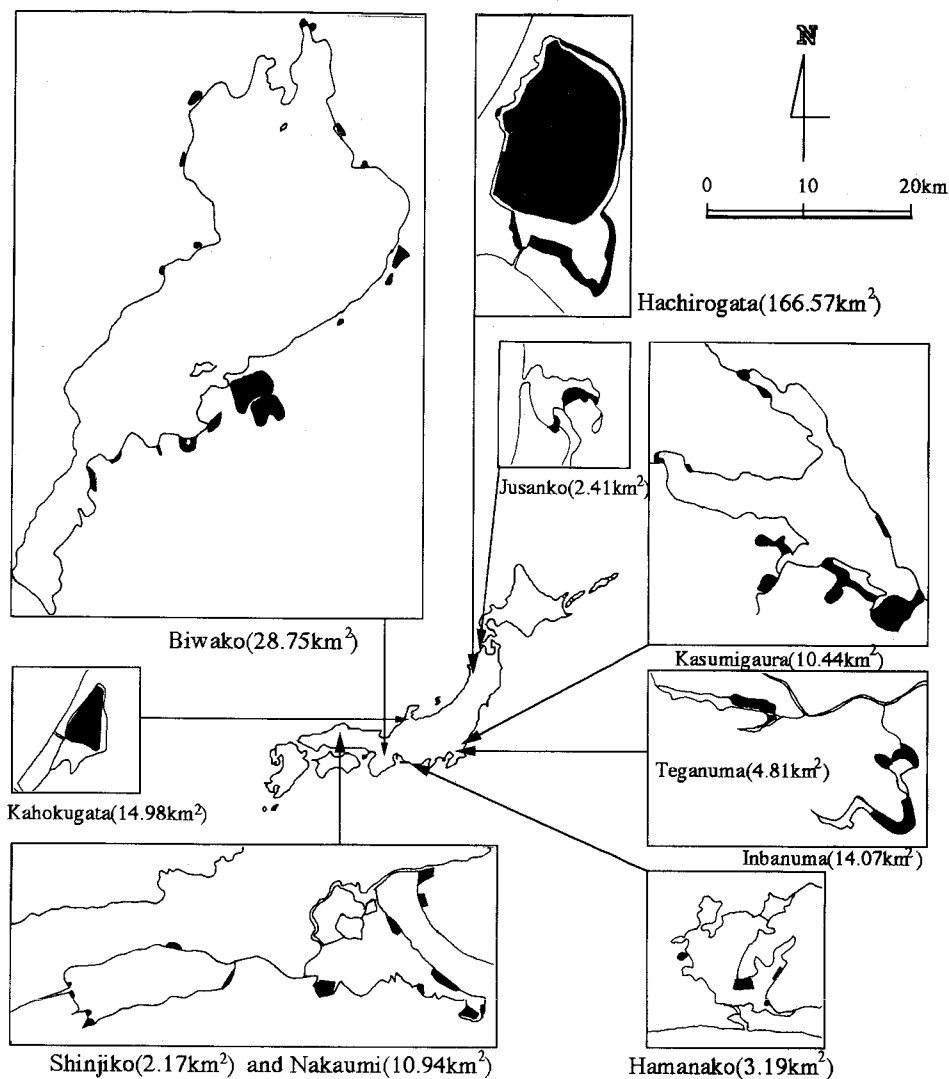 N
0 10 20km
Hachirogata(166.57km²)
Jusanko(2.41km²)
Biwako(28.75km²)
Kasumigaura(10.44km²)
Kahokugata(14.98km²)
Teganuma(4.81km²)
Inbanuma(14.07km²)
Shinjiko(2.17km²) and Nakaumi(10.94km²)
Hamanako(3.19km²)